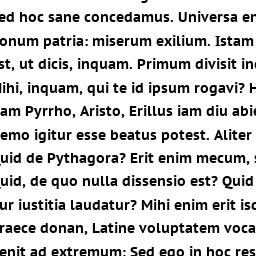 ed hoc sane concedamus. Universa en
onum patria: miserum exilium. Istam
st, ut dicis, inquam. Primum divisit in
ihi, inquam, qui te id ipsum rogavi? H
am Pyrrho, Aristo, Erillus iam diu abie
emo igitur esse beatus potest. Aliter
uid de Pythagora? Erit enim mecum, s
uid, de quo nulla dissensio est? Quid
ur iustitia laudatur? Mihi enim erit iso
raece donan, Latine voluptatem voca
enit ad extremum; Sed ego in hoc res